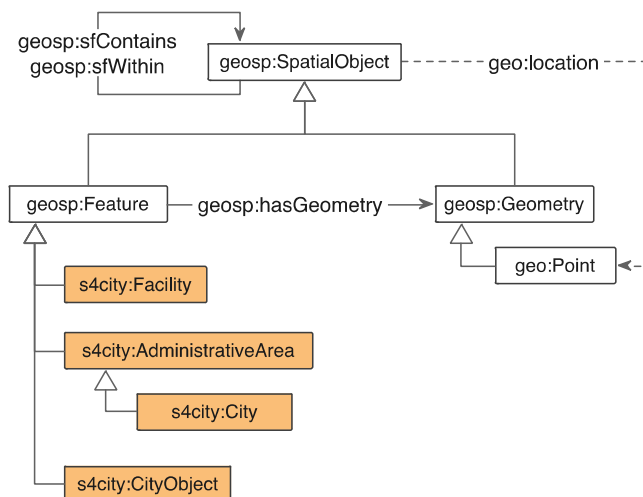 geosp:sfContains
geosp:sfWithin
geosp:SpatialObject
geo:location
geosp:Feature
geosp:hasGeometry
geosp:Geometry
geo:Point
s4city:Facility
s4city:AdministrativeArea
s4city:City
s4city:CityObject